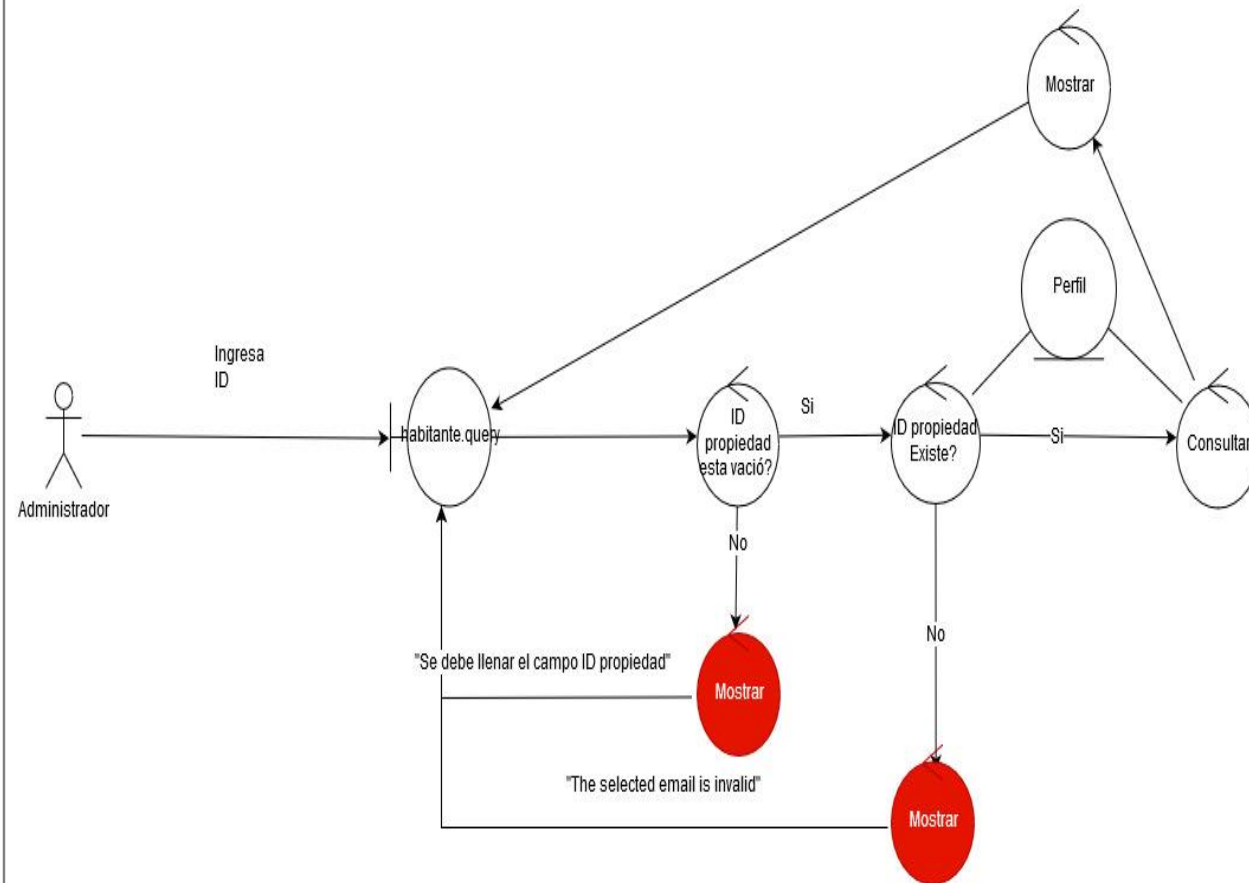 Mostrar
Perfil
Ingresa
ID
Administrador
habitante.query
ID
propiedad
esta vació?
Si
ID propiedad
Existe?
Si
Consultar
No
No
"Se debe llenar el campo ID propiedad"
Mostrar
"The selected email is invalid"
Mostrar